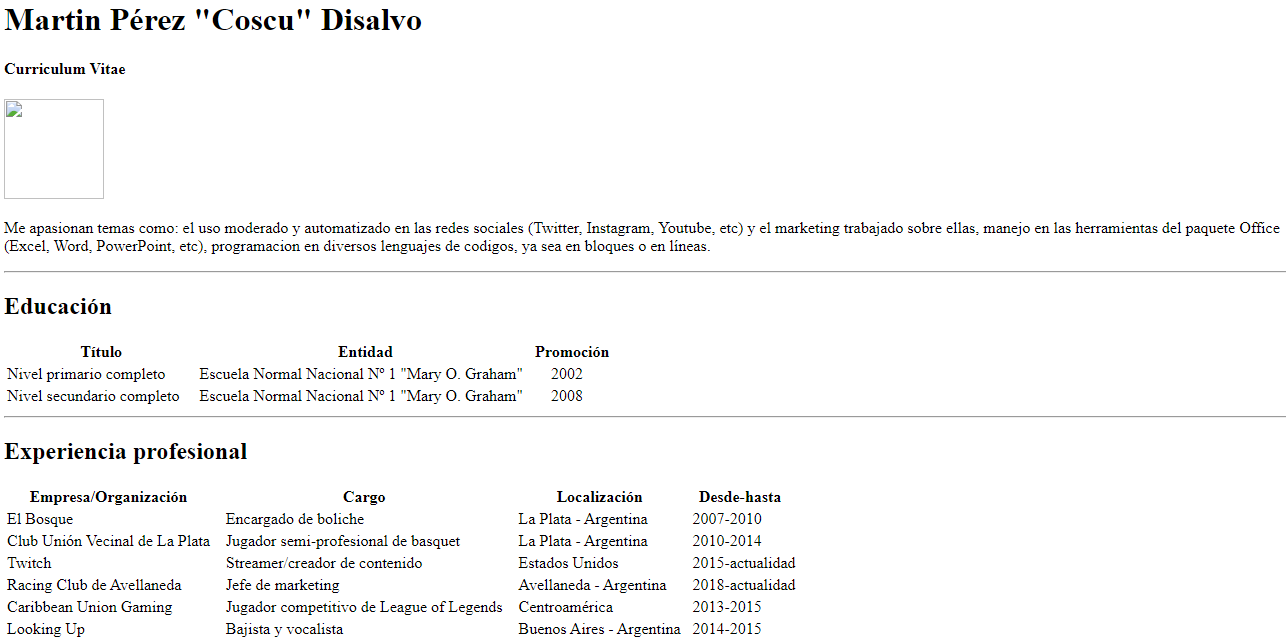 Martin Pérez "Coscu" Disalvo
Curriculum Vitae
Me apasionan temas como: el uso moderado y automatizado en las redes sociales (Twitter, Instagram, Youtube, etc) y el marketing trabajado sobre ellas, manejo en las herramientas del paquete Office
(Excel, Word, PowerPoint, etc), programacion en diversos lenguajes de codigos, ya sea en bloques o en líneas.
Educación
Título Entidad Promoción
Nivel primario completo Escuela Normal Nacional Nº 1 "Mary O. Graham" 2002
Nivel secundario completo Escuela Normal Nacional Nº 1 "Mary O. Graham" 2008
Experiencia profesional
Empresa/Organización Cargo Localización Desde-hasta
El Bosque Encargado de boliche La Plata - Argentina 2007-2010
Club Unión Vecinal de La Plata Jugador semi-profesional de basquet La Plata - Argentina 2010-2014
Twitch Streamer/creador de contenido Estados Unidos 2015-actualidad
Racing Club de Avellaneda Jefe de marketing Avellaneda - Argentina 2018-actualidad
Caribbean Union Gaming Jugador competitivo de League of Legends Centroamérica 2013-2015
Looking Up Bajista y vocalista Buenos Aires - Argentina 2014-2015